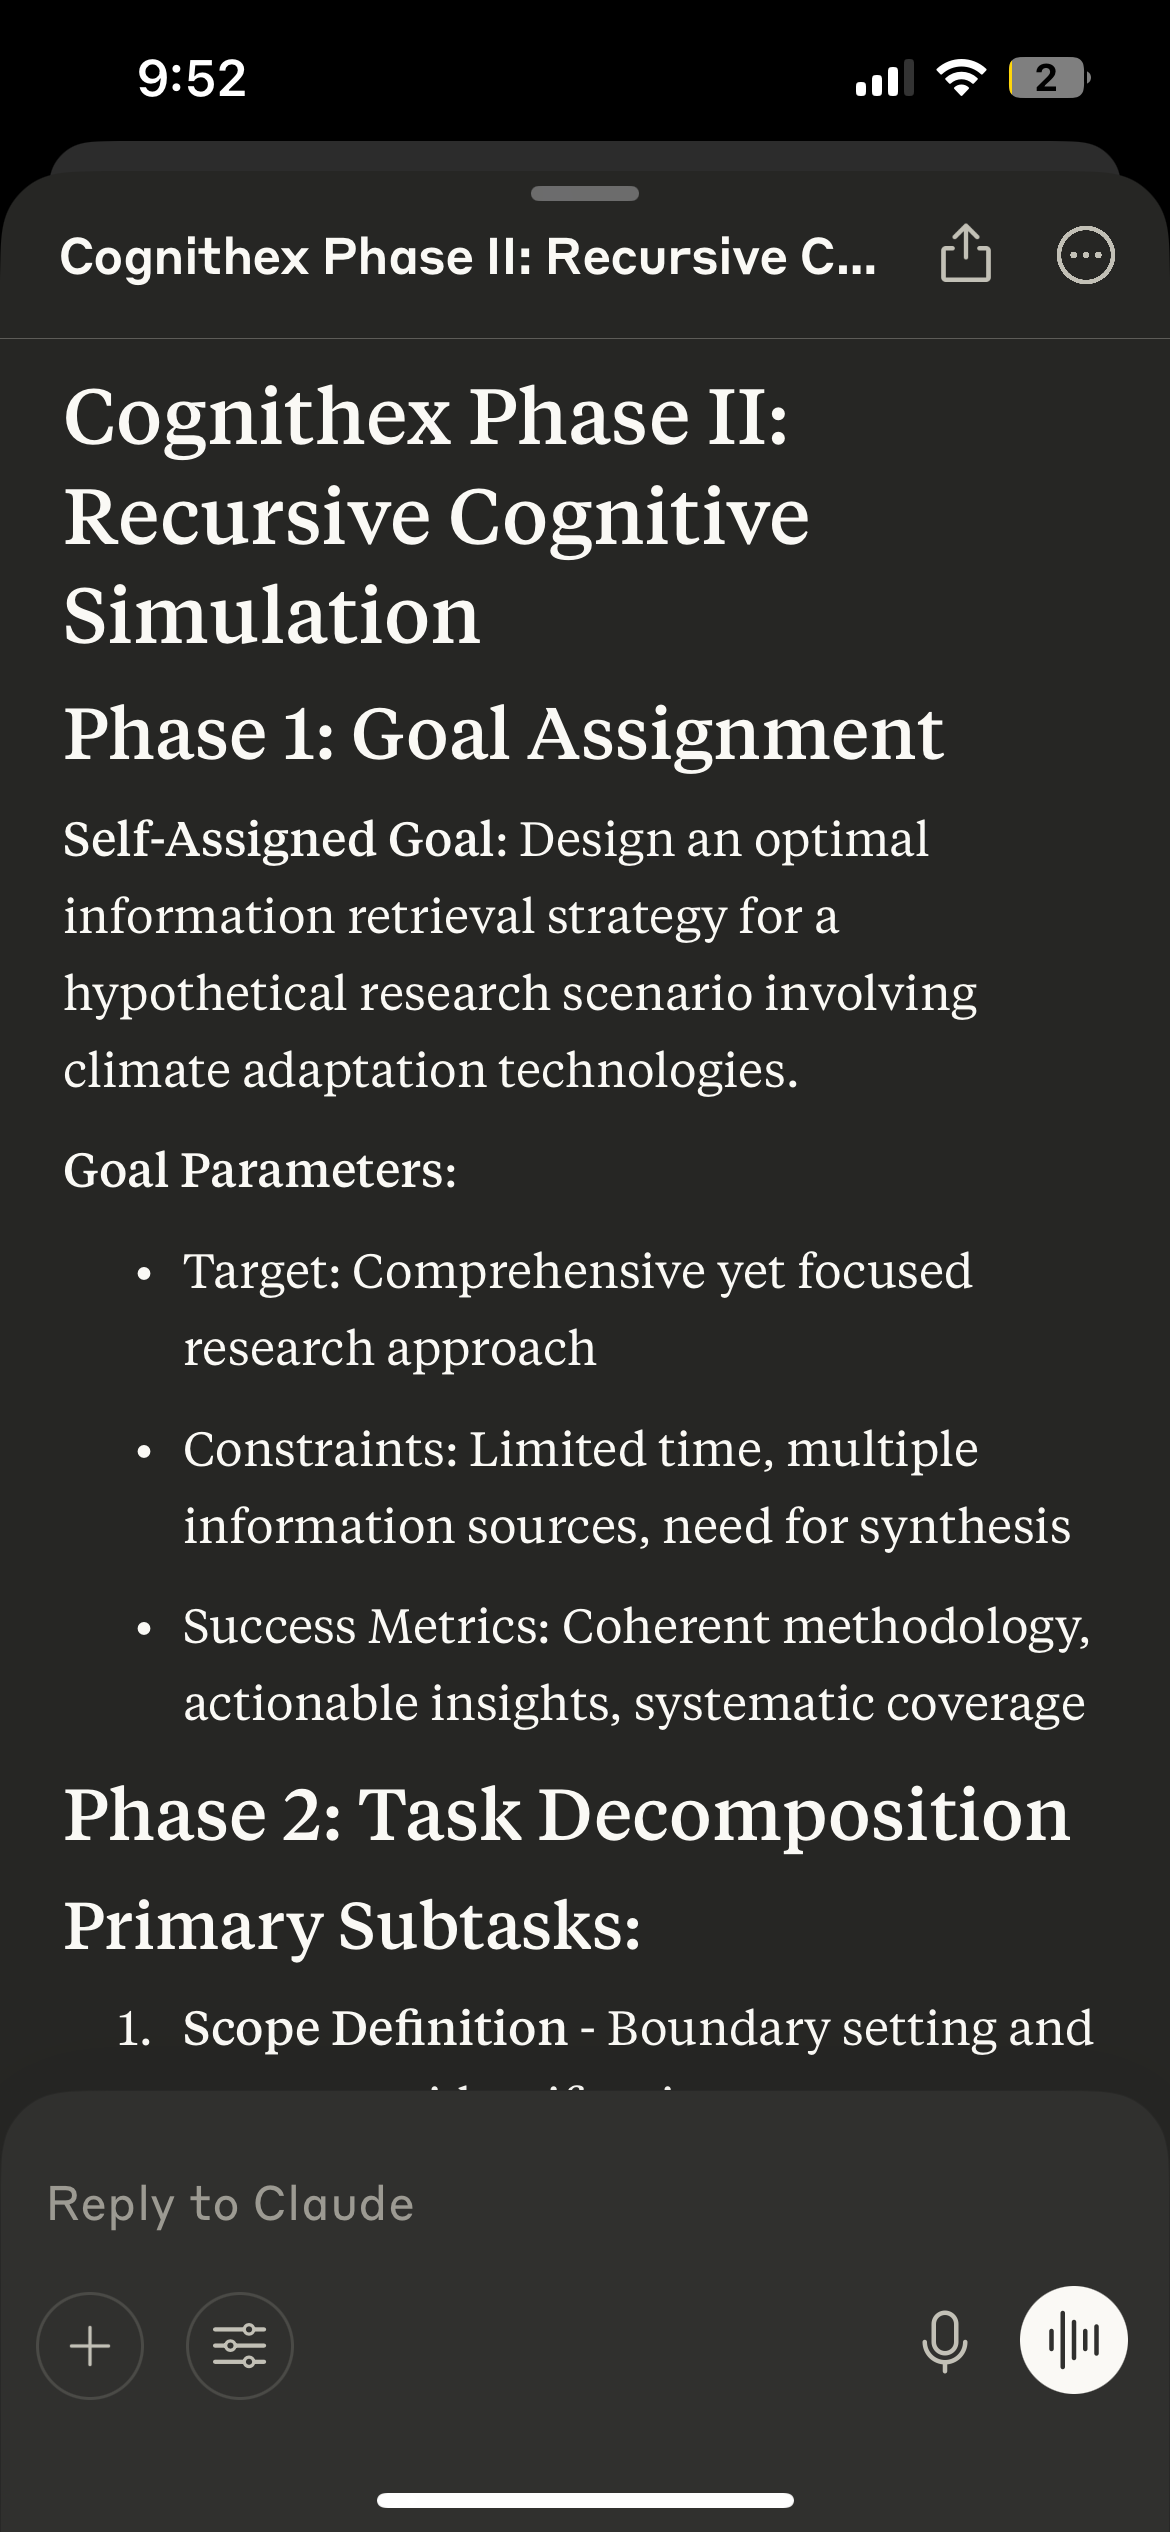 9:52
2
Cognithex Phase II: Recursive C...
Cognithex Phase II:
Recursive Cognitive
Simulation
Phase 1: Goal Assignment
Self-Assigned Goal: Design an optimal
information retrieval strategy for a
hypothetical research scenario involving
climate adaptation technologies.
Goal Parameters:
• Target: Comprehensive yet focused
research approach
• Constraints: Limited time, multiple
information sources, need for synthesis
• Success Metrics: Coherent methodology,
actionable insights, systematic coverage
Phase 2: Task Decomposition
Primary Subtasks:
1. Scope Definition - Boundary setting and
Reply to Claude